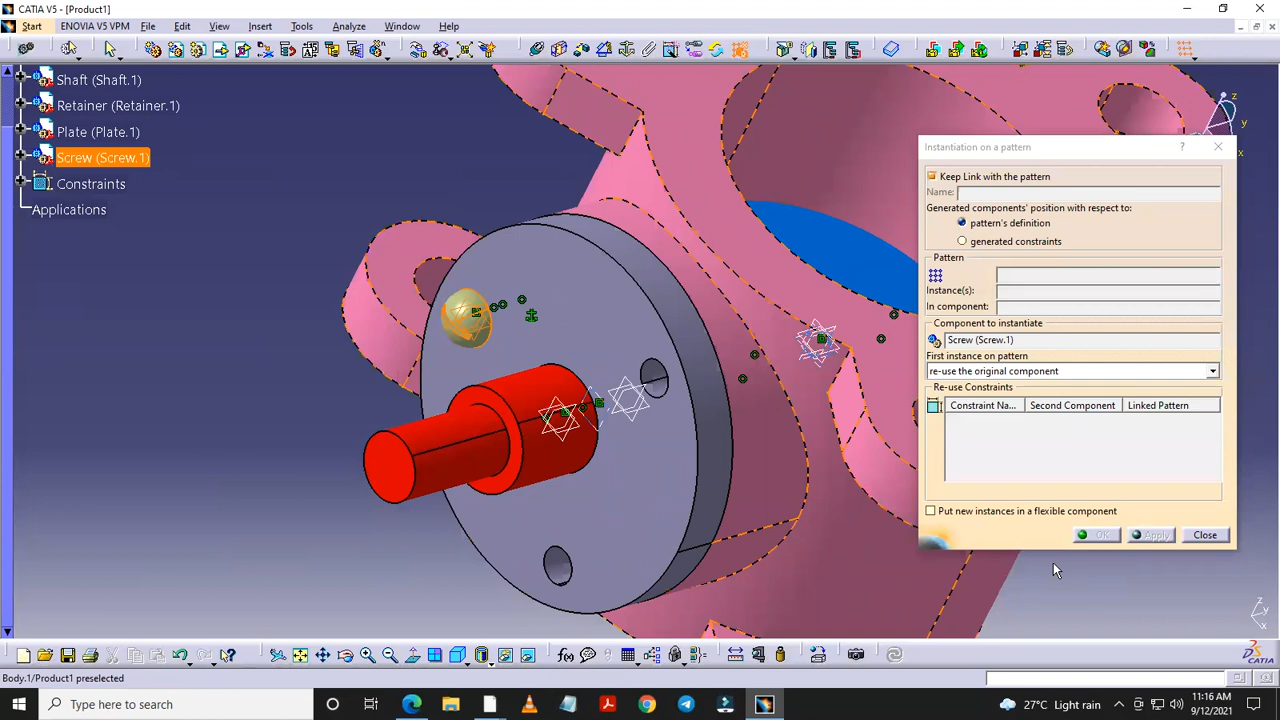 CATIA V5 - [Product1]
Start ENOVIA V5 VPM File Edit Insert Tools Analyze Window Help
View
Shaft (Shaft.1)
Retainer (Retainer.1)
Plate (Plate.1)
Screw (Screw.1)
Constraints
Applications
z
y
x
Instantiation on a pattern ?
Keep Link with the pattern
Name:
Generated components' position with respect to:
pattern's definition
generated constraints
Pattern
Instance(s):
In component:
Component to instantiate
Screw (Screw.1)
First instance on pattern
re-use the original component
Re-use Constraints
Constraint Na... Second Component Linked Pattern
Put new instances in a flexible component
OK Apply Close
z
x
f(x)
CATIA
Body.1/Product1 preselected
Type here to search
27°C Light rain
11:16 AM
9/12/2021